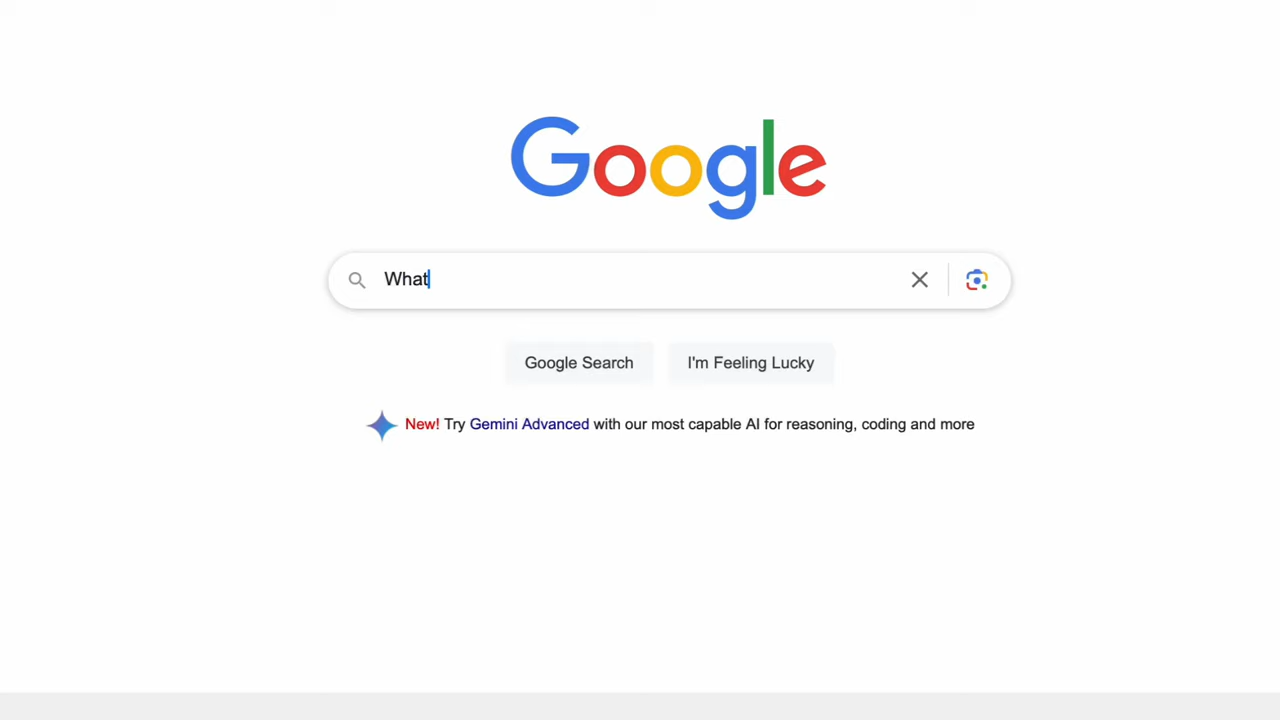 Google
What
Google Search
I'm Feeling Lucky
New! Try Gemini Advanced with our most capable AI for reasoning, coding and more